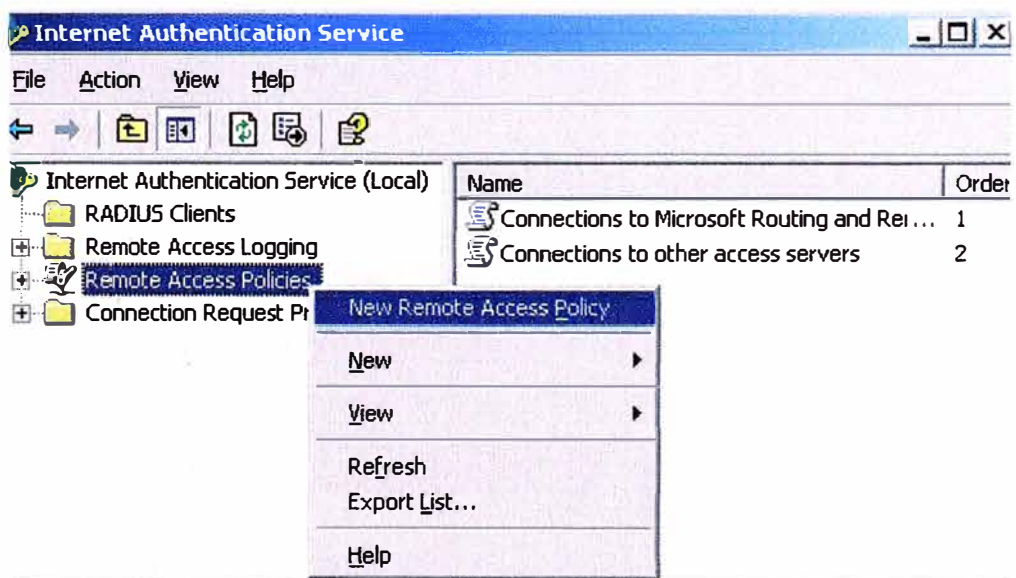 Internet Authentication Service
File Action View Help
Internet Authentication Service (Local)
RADIUS Clients
Remote Access Logging
Remote Access Policies
Connection Request Pr
Name Order
Connections to Microsoft Routing and Rei... 1
Connections to other access servers 2
New Remote Access Policy
New
View
Refresh
Export List...
Help